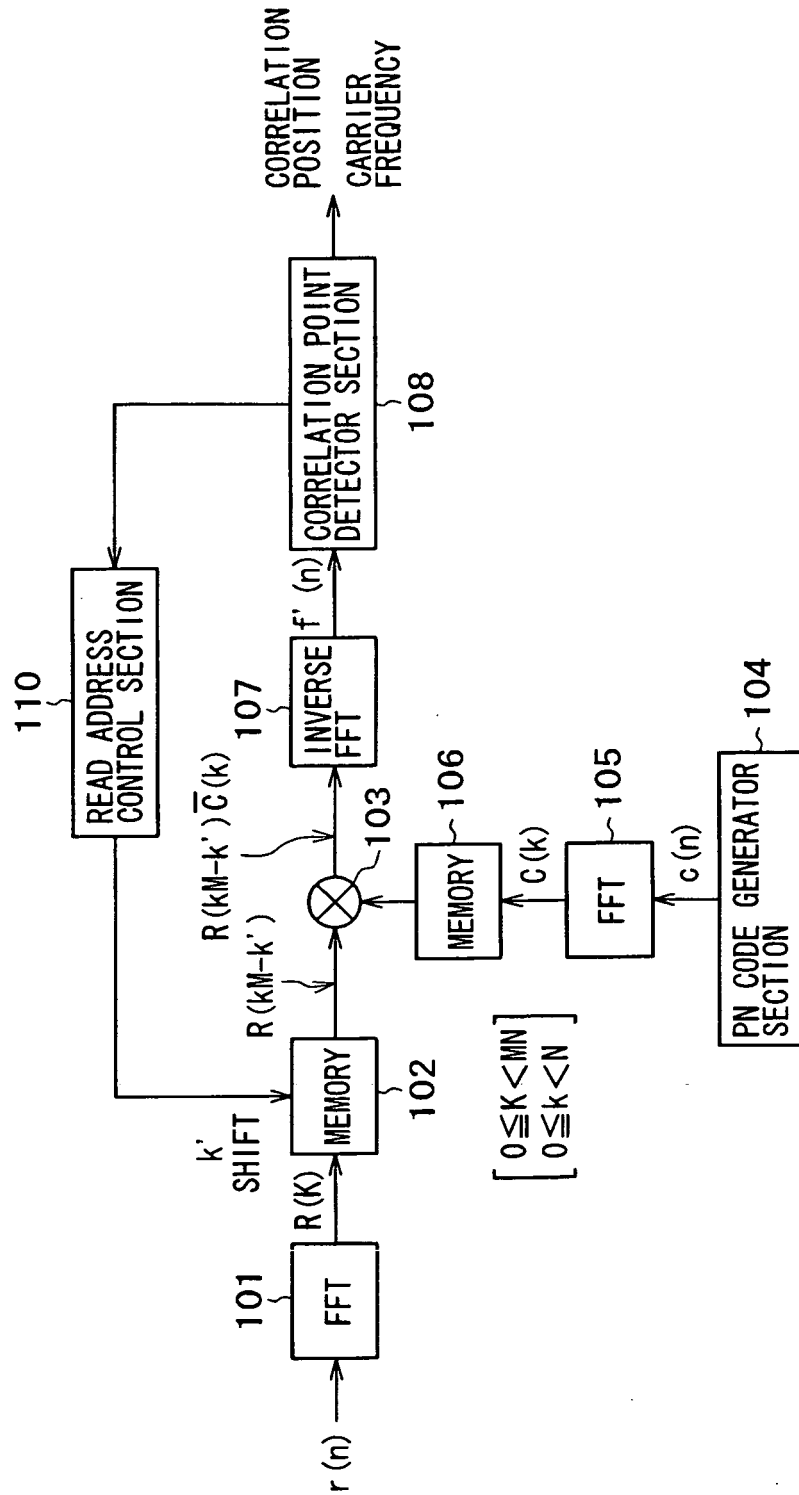 r(n)
101
FFT
R(K)
k'
SHIFT
MEMORY
102
R(kM-k')
R(kM-k')C̅(k)
103
110
READ ADDRESS
CONTROL SECTION
107
INVERSE
FFT
f'(n)
CORRELATION POINT
DETECTOR SECTION
108
CORRELATION
POSITION
CARRIER
FREQUENCY
MEMORY
106
C(k)
FFT
105
c(n)
PN CODE GENERATOR
SECTION
104
0≦K<MN
0≦k<N